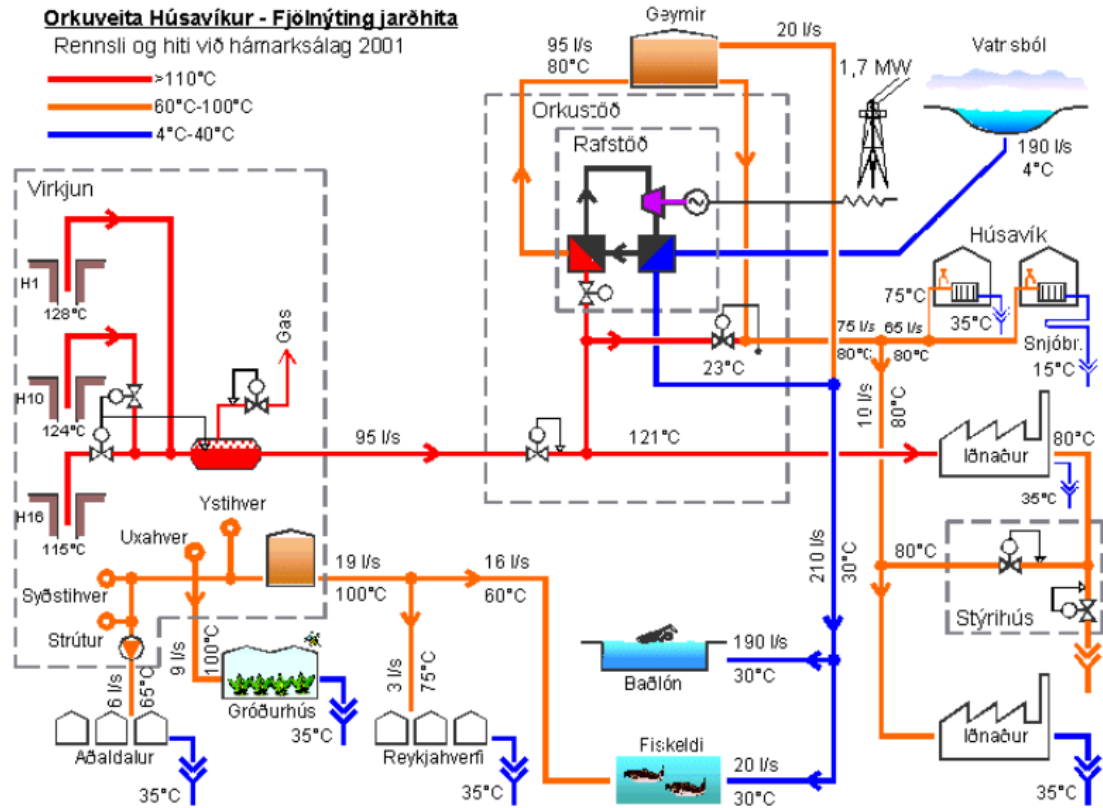 Orkuveita Húsavíkur - Fjölnýting jarðhita
Rennsli og hiti við hámarksálag 2001
>110°C
60°C-100°C
4°C-40°C
Geymir
95 l/s
80°C
20 l/s
1,7 MW
Vatnsból
190 l/s
4°C
Orkustöð
Rafstöð
Virkjun
H1
128°C
H10
124°C
H16
115°C
Gas
95 l/s
121°C
23°C
75 l/s
80°C
65 l/s
80°C
Húsavík
75°C
35°C
Snjóbr.
15°C
10 l/s
80°C
Iðnaður
80°C
35°C
80°C
Stýrihús
Iðnaður
35°C
Ystihver
Uxahver
Syðstihver
Strútur
19 l/s
100°C
16 l/s
60°C
9 l/s
100°C
6 l/s
65°C
3 l/s
75°C
Gróðurhús
35°C
Aðaldalur
35°C
Reykjahverfi
35°C
210 l/s
30°C
Baðlón
190 l/s
30°C
Fiskeldi
20 l/s
30°C